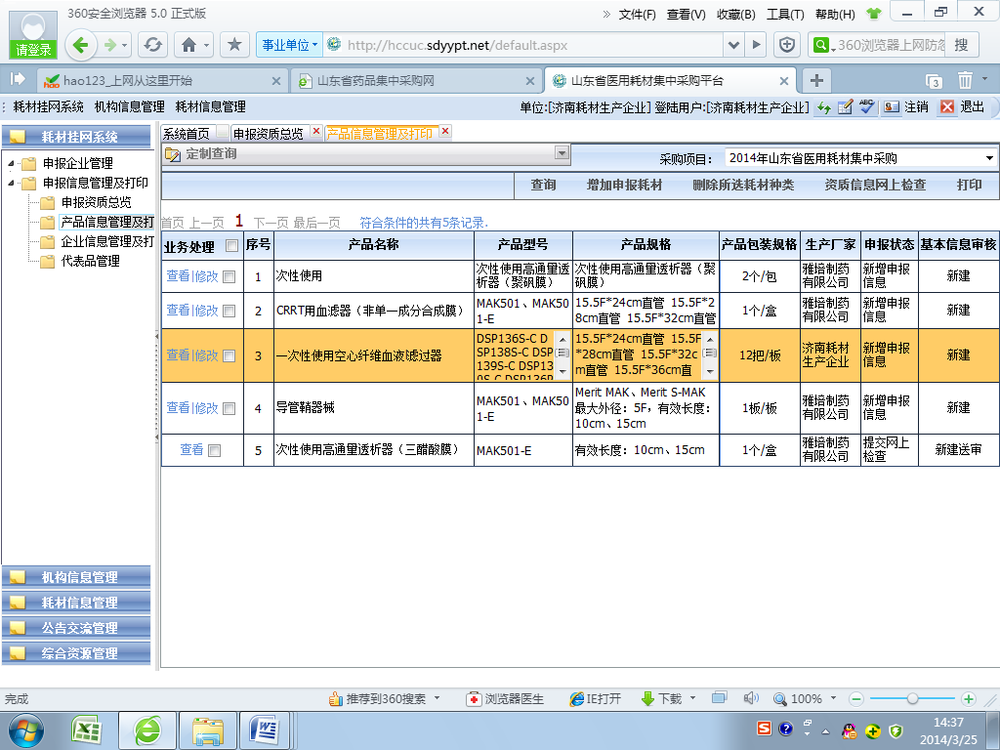 360安全浏览器 5.0 正式版
» 文件(F) 查看(V) 收藏(B) 工具(T) 帮助(H)
请登录
事业单位 http://hccuc.sdyypt.net/default.aspx
360浏览器上网防 搜
hao123_上网从这里开始 山东省药品集中采购网 山东省医用耗材集中采购平台 3
耗材挂网系统 机构信息管理 耗材信息管理 单位:[济南耗材生产企业] 登陆用户:[济南耗材生产企业] 注销 退出
耗材挂网系统
系统首页 申报资质总览 产品信息管理及打印
申报企业管理
申报信息管理及打印
申报资质总览
产品信息管理及打
企业信息管理及打
代表品管理
定制查询 采购项目： 2014年山东省医用耗材集中采购
查询 增加申报耗材 删除所选耗材种类 资质信息网上检查 打印
首页 上一页 1 下一页 最后一页 符合条件的共有5条记录.
业务处理 序号 产品名称 产品型号 产品规格 产品包装规格 生产厂家 申报状态 基本信息审核
查看|修改 1 次性使用 次性使用高通量透析器（聚砜膜） 次性使用高通量透析器（聚砜膜） 2个/包 雅培制药有限公司 新增申报信息 新建
查看|修改 2 CRRT用血滤器（非单一成分合成膜） MAK501、MAK501-E 15.5F*24cm直管 15.5F*28cm直管 15.5F*32cm直管 1个/盒 雅培制药有限公司 新增申报信息 新建
查看|修改 3 一次性使用空心纤维血液滤过器 DSP136S-C DSP138S-C DSP139S-C DSP13 15.5F*24cm直管 15.5F*28cm直管 15.5F*32cm直管 15.5F*36cm直 12把/板 济南耗材生产企业 新增申报信息 新建
查看|修改 4 导管鞘器械 MAK501、MAK501-E Merit MAK、Merit S-MAK 最大外径：5F，有效长度：10cm、15cm 1板/板 雅培制药有限公司 新增申报信息 新建
查看 5 次性使用高通量透析器（三醋酸膜） MAK501-E 有效长度：10cm、15cm 1个/盒 雅培制药有限公司 提交网上检查 新建送审
机构信息管理
耗材信息管理
公告交流管理
综合资源管理
完成 推荐到360搜索 浏览器医生 IE打开 下载 100%
14:37
2014/3/25